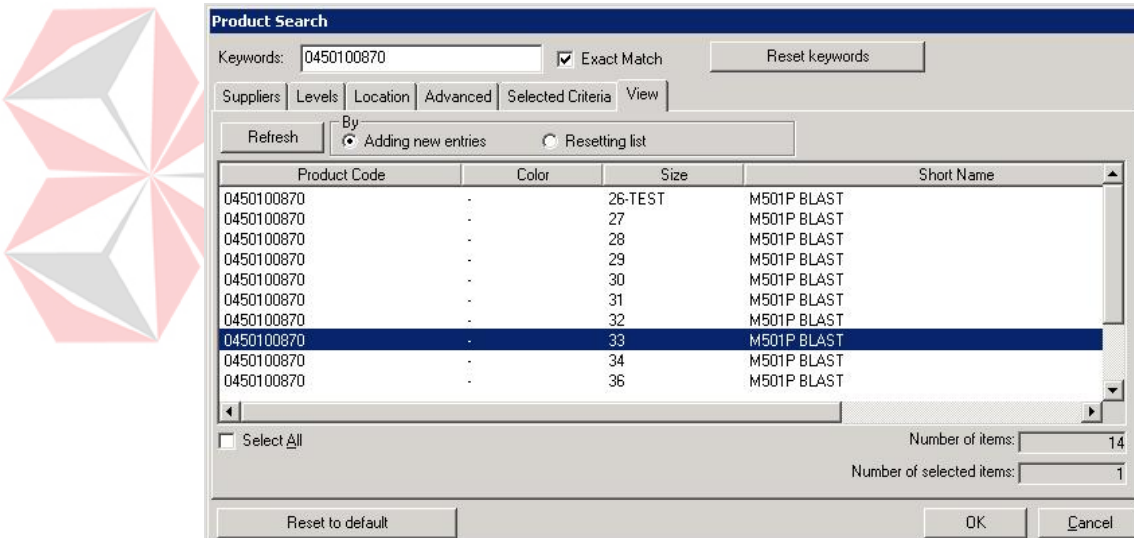 Product Search
Keywords: 0450100870 Exact Match Reset keywords
Suppliers Levels Location Advanced Selected Criteria View
Refresh By Adding new entries Resetting list
Product Code Color Size Short Name
0450100870 - 26-TEST M501P BLAST
0450100870 - 27 M501P BLAST
0450100870 - 28 M501P BLAST
0450100870 - 29 M501P BLAST
0450100870 - 30 M501P BLAST
0450100870 - 31 M501P BLAST
0450100870 - 32 M501P BLAST
0450100870 - 33 M501P BLAST
0450100870 - 34 M501P BLAST
0450100870 - 36 M501P BLAST
Select All Number of items: 14
Number of selected items: 1
Reset to default OK Cancel